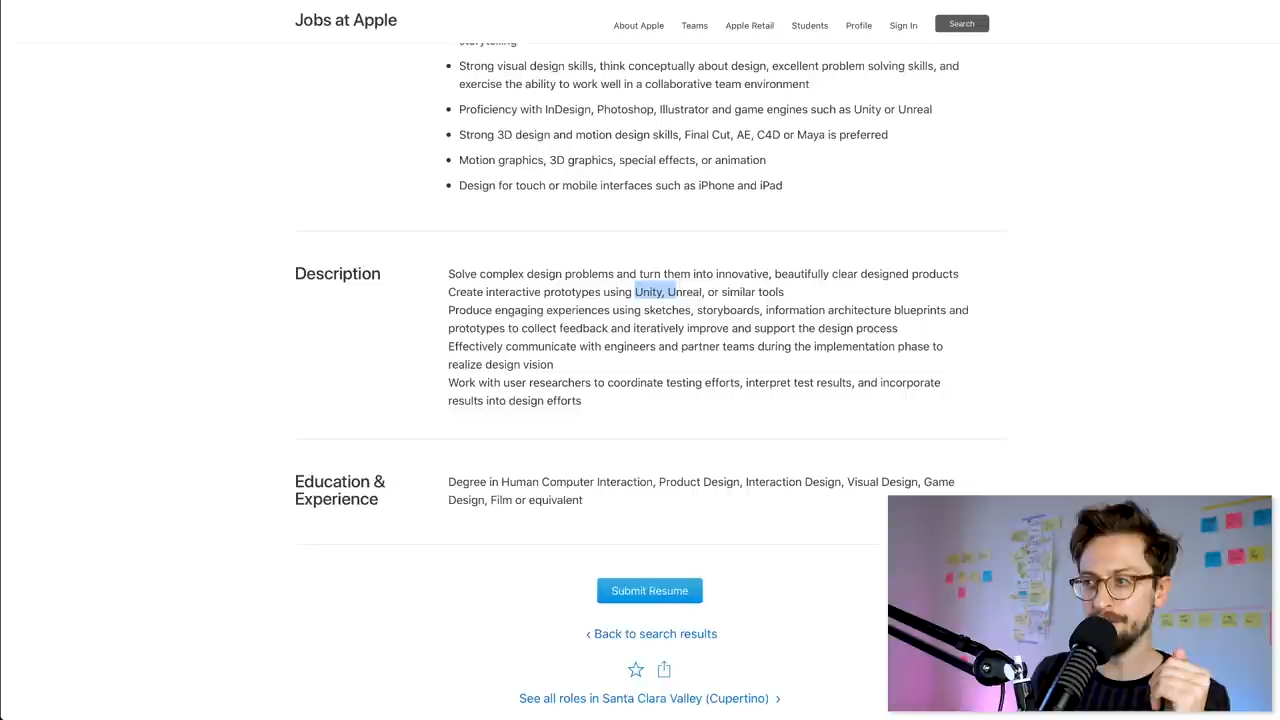 Jobs at Apple
About Apple
Teams
Apple Retail
Students
Profile
Sign In
Search
storytelling
Strong visual design skills, think conceptually about design, excellent problem solving skills, and
exercise the ability to work well in a collaborative team environment
Proficiency with InDesign, Photoshop, Illustrator and game engines such as Unity or Unreal
Strong 3D design and motion design skills, Final Cut, AE, C4D or Maya is preferred
Motion graphics, 3D graphics, special effects, or animation
Design for touch or mobile interfaces such as iPhone and iPad
Description
Solve complex design problems and turn them into innovative, beautifully clear designed products
Create interactive prototypes using Unity, Unreal, or similar tools
Produce engaging experiences using sketches, storyboards, information architecture blueprints and
prototypes to collect feedback and iteratively improve and support the design process
Effectively communicate with engineers and partner teams during the implementation phase to
realize design vision
Work with user researchers to coordinate testing efforts, interpret test results, and incorporate
results into design efforts
Education &
Experience
Degree in Human Computer Interaction, Product Design, Interaction Design, Visual Design, Game
Design, Film or equivalent
Submit Resume
‹ Back to search results
See all roles in Santa Clara Valley (Cupertino) ›